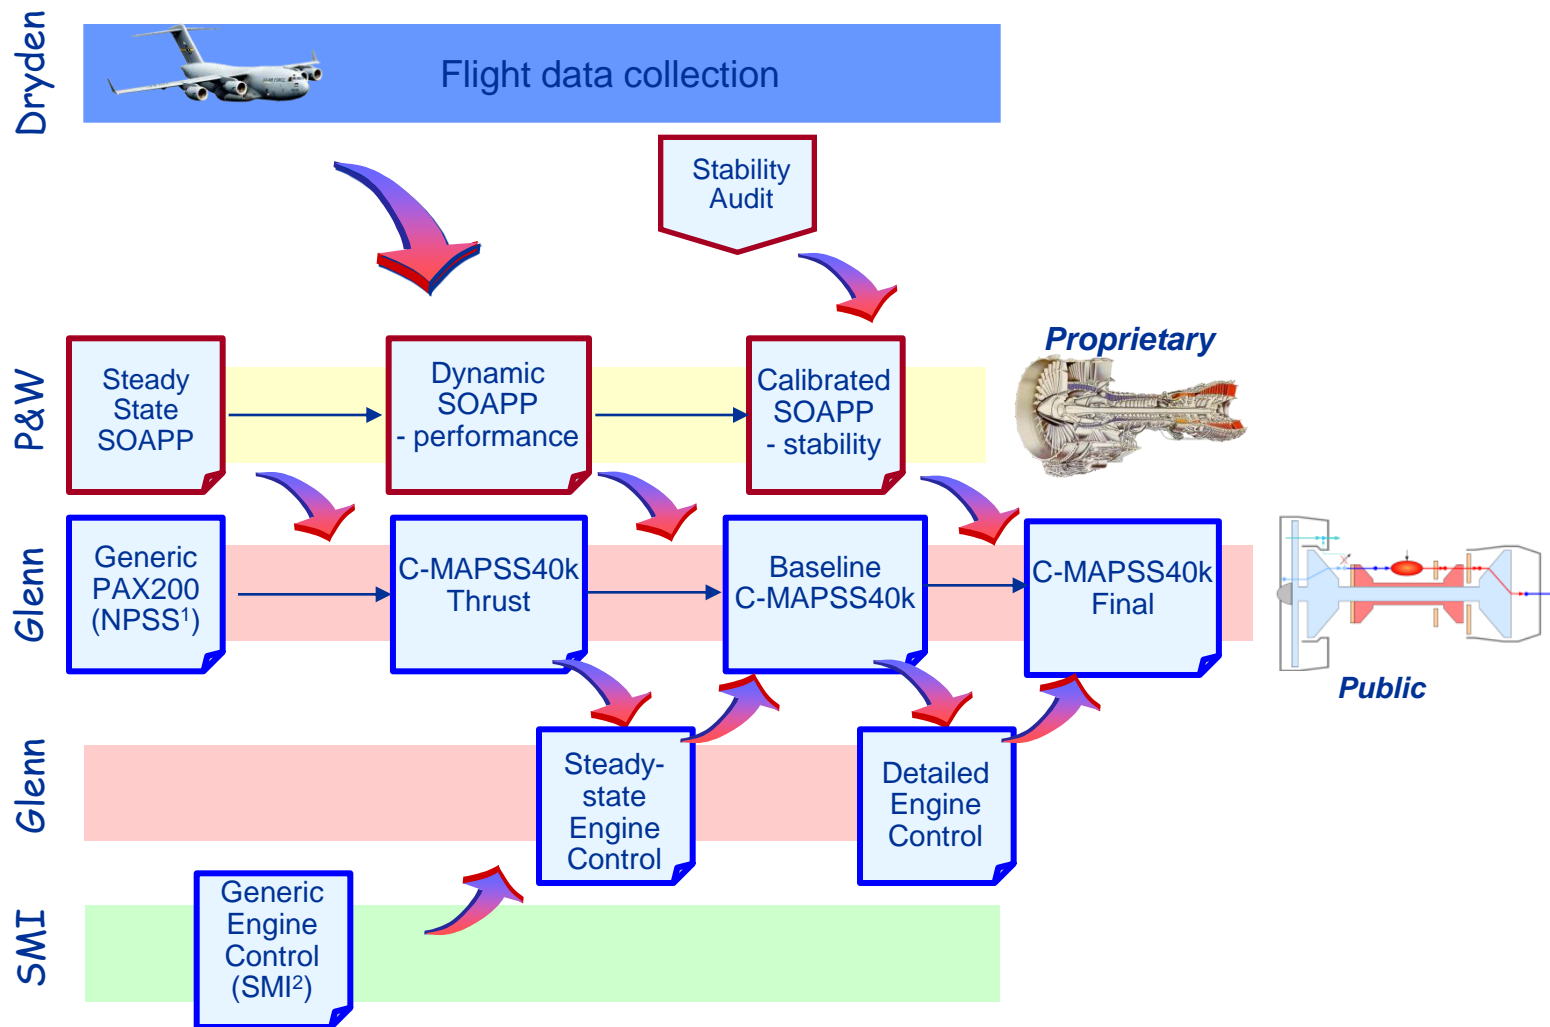 Dryden
Flight data collection
Stability
Audit
P&W
Steady
State
SOAPP
Dynamic
SOAPP
- performance
Calibrated
SOAPP
- stability
Proprietary
Glenn
Generic
PAX200
(NPSS¹)
C-MAPSS40k
Thrust
Baseline
C-MAPSS40k
C-MAPSS40k
Final
Public
Glenn
Steady-
state
Engine
Control
Detailed
Engine
Control
SMI
Generic
Engine
Control
(SMI²)